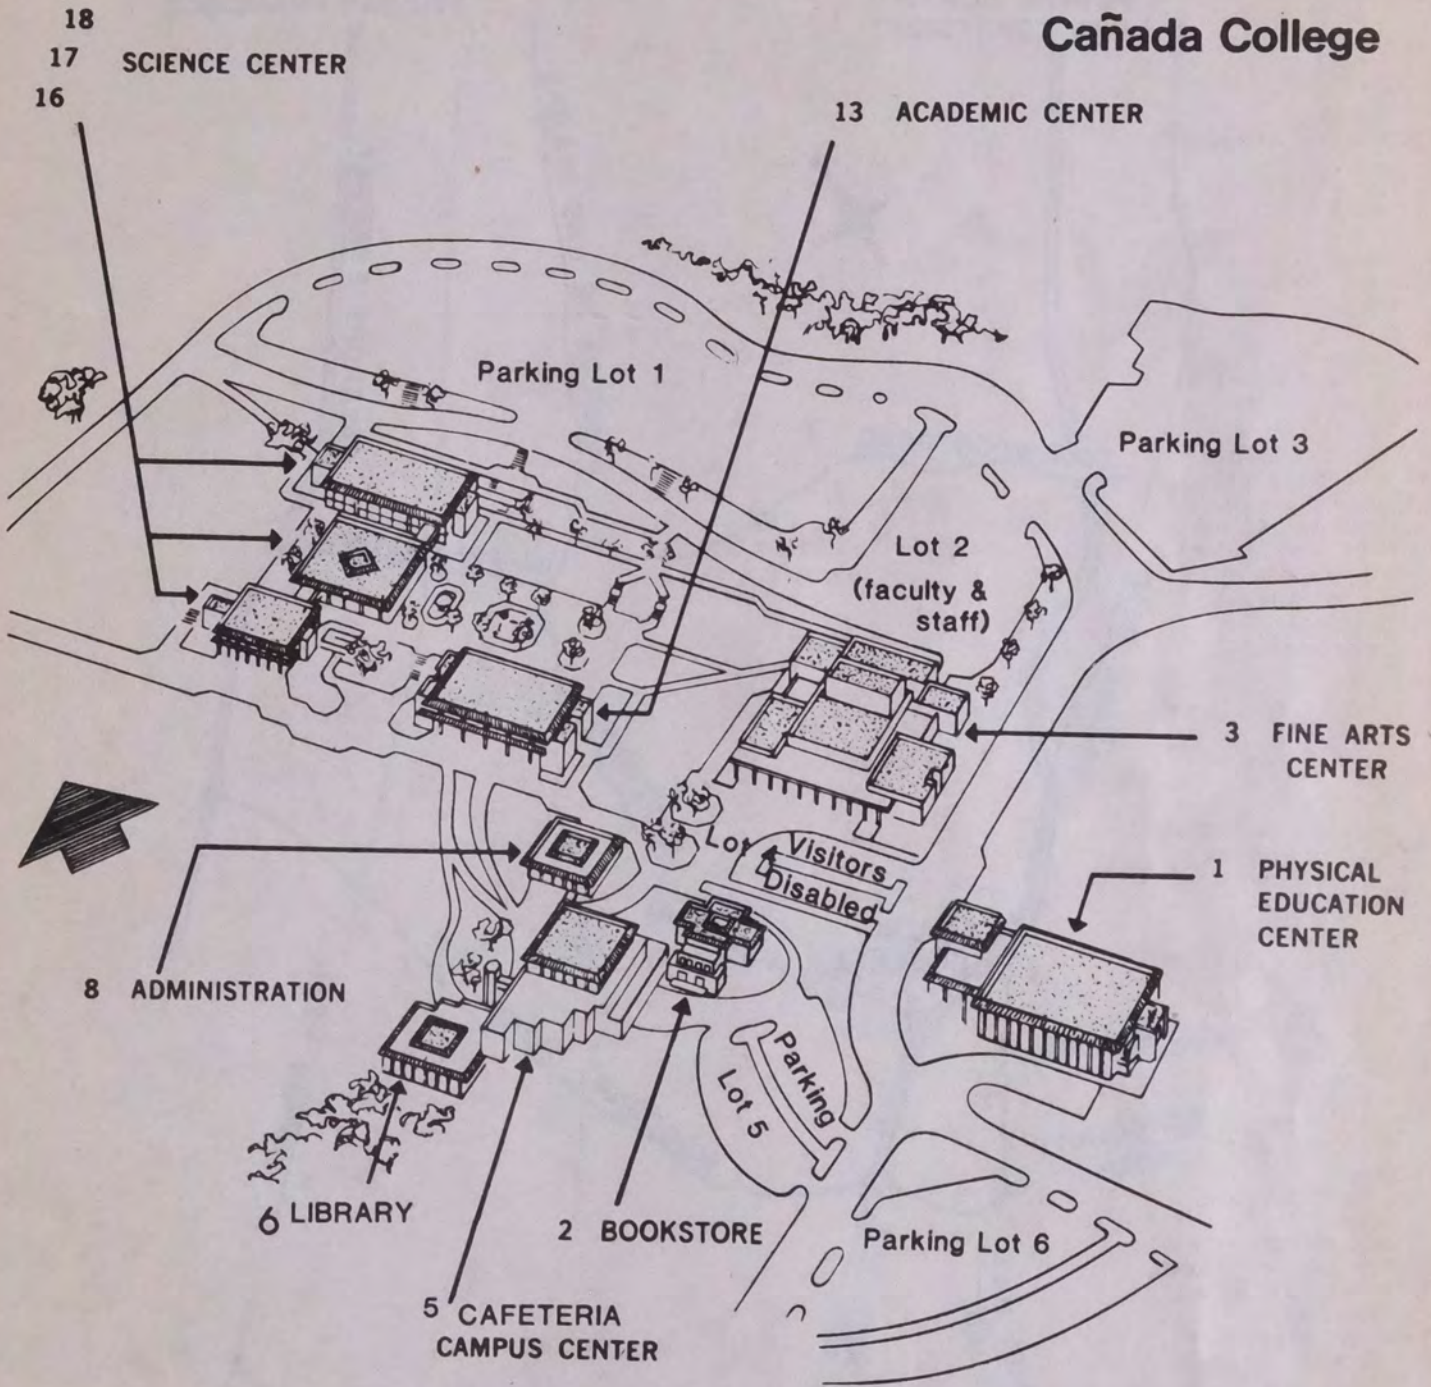 Cañada College
18
17 SCIENCE CENTER
16
13 ACADEMIC CENTER
Parking Lot 1
Parking Lot 3
Lot 2
(faculty &
staff)
3 FINE ARTS
CENTER
Lot 4
Visitors
Disabled
1 PHYSICAL
EDUCATION
CENTER
8 ADMINISTRATION
Parking
Lot 5
6 LIBRARY
2 BOOKSTORE
Parking Lot 6
5 CAFETERIA
CAMPUS CENTER